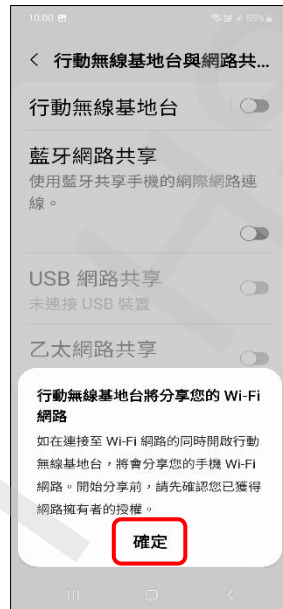 10:00
55%
行動無線基地台與網路共...
行動無線基地台
藍牙網路共享
使用藍牙共享手機的網際網路連
線。
USB 網路共享
未連接 USB 裝置
乙太網路共享
行動無線基地台將分享您的 Wi-Fi
網路
如在連接至 Wi-Fi 網路的同時開啟行動
無線基地台，將會分享您的手機 Wi-Fi
網路。開始分享前，請先確認您已獲得
網路擁有者的授權。
確定